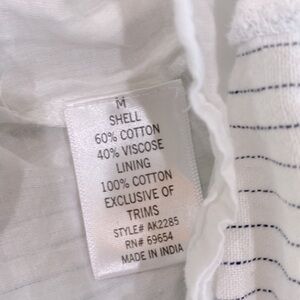 M
SHELL
60% COTTON
40% VISCOSE
LINING
100% COTTON
EXCLUSIVE OF
TRIMS
STYLE# AK2285
RN# 69654
MADE IN INDIA